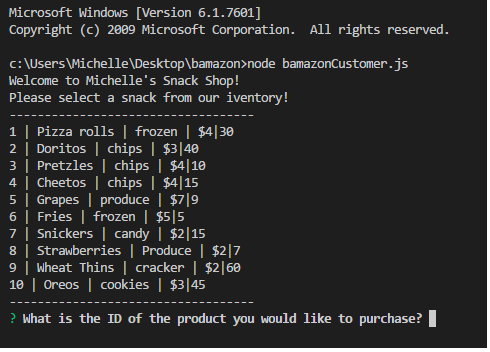 Microsoft Windows [Version 6.1.7601]
Copyright (c) 2009 Microsoft Corporation.  All rights reserved.
c:\Users\Michelle\Desktop\bamazon>node bamazonCustomer.js
Welcome to Michelle's Snack Shop!
Please select a snack from our iventory!
-----------------------------------
1 | Pizza rolls | frozen | $4|30
2 | Doritos | chips | $3|40
3 | Pretzles | chips | $4|10
4 | Cheetos | chips | $4|15
5 | Grapes | produce | $7|9
6 | Fries | frozen | $5|5
7 | Snickers | candy | $2|15
8 | Strawberries | Produce | $2|7
9 | Wheat Thins | cracker | $2|60
10 | Oreos | cookies | $3|45
-----------------------------------
? What is the ID of the product you would like to purchase?